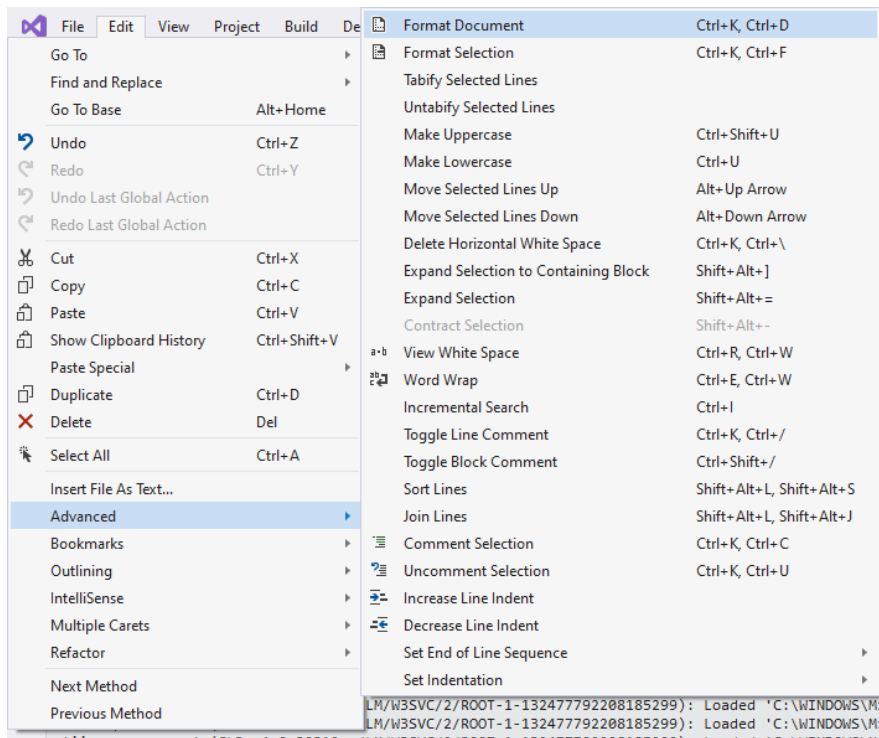 File Edit View Project Build De
Go To
Find and Replace
Go To Base Alt+Home
Undo Ctrl+Z
Redo Ctrl+Y
Undo Last Global Action
Redo Last Global Action
Cut Ctrl+X
Copy Ctrl+C
Paste Ctrl+V
Show Clipboard History Ctrl+Shift+V
Paste Special
Duplicate Ctrl+D
Delete Del
Select All Ctrl+A
Insert File As Text...
Advanced
Bookmarks
Outlining
IntelliSense
Multiple Carets
Refactor
Next Method
Previous Method
Format Document Ctrl+K, Ctrl+D
Format Selection Ctrl+K, Ctrl+F
Tabify Selected Lines
Untabify Selected Lines
Make Uppercase Ctrl+Shift+U
Make Lowercase Ctrl+U
Move Selected Lines Up Alt+Up Arrow
Move Selected Lines Down Alt+Down Arrow
Delete Horizontal White Space Ctrl+K, Ctrl+\
Expand Selection to Containing Block Shift+Alt+]
Expand Selection Shift+Alt+=
Contract Selection Shift+Alt+-
a•b View White Space Ctrl+R, Ctrl+W
Word Wrap Ctrl+E, Ctrl+W
Incremental Search Ctrl+I
Toggle Line Comment Ctrl+K, Ctrl+/
Toggle Block Comment Ctrl+Shift+/
Sort Lines Shift+Alt+L, Shift+Alt+S
Join Lines Shift+Alt+L, Shift+Alt+J
Comment Selection Ctrl+K, Ctrl+C
Uncomment Selection Ctrl+K, Ctrl+U
Increase Line Indent
Decrease Line Indent
Set End of Line Sequence
Set Indentation
LM/W3SVC/2/ROOT-1-132477792208185299): Loaded 'C:\WINDOWS\M
LM/W3SVC/2/ROOT-1-132477792208185299): Loaded 'C:\WINDOWS\M